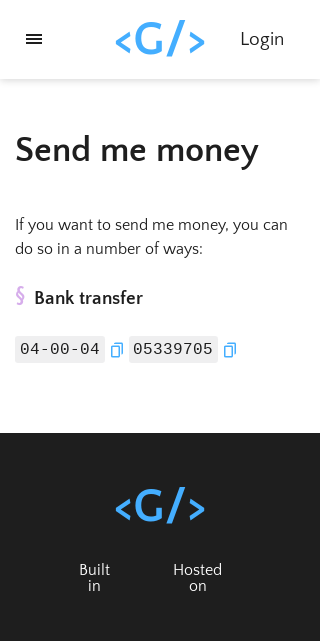 <G/>
Login
Send me money
If you want to send me money, you can
do so in a number of ways:
§ Bank transfer
04-00-04 05339705
<G/>
Built Hosted
in on